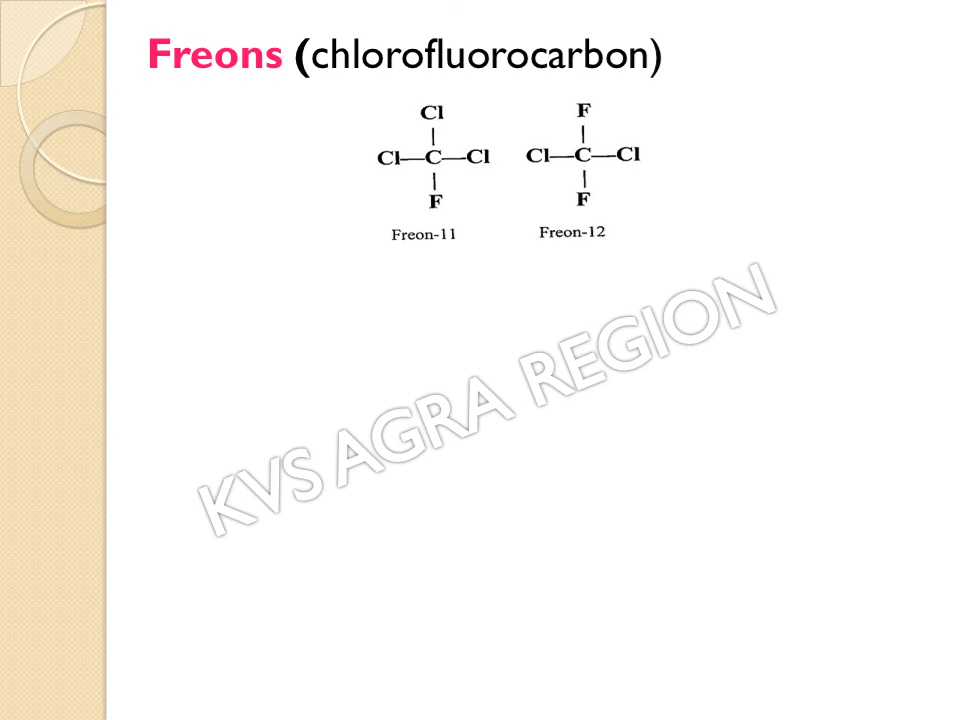 Freons (chlorofluorocarbon)
Cl F
Cl—C—Cl Cl—C—Cl
F F
Freon-11 Freon-12
KVS AGRA REGION